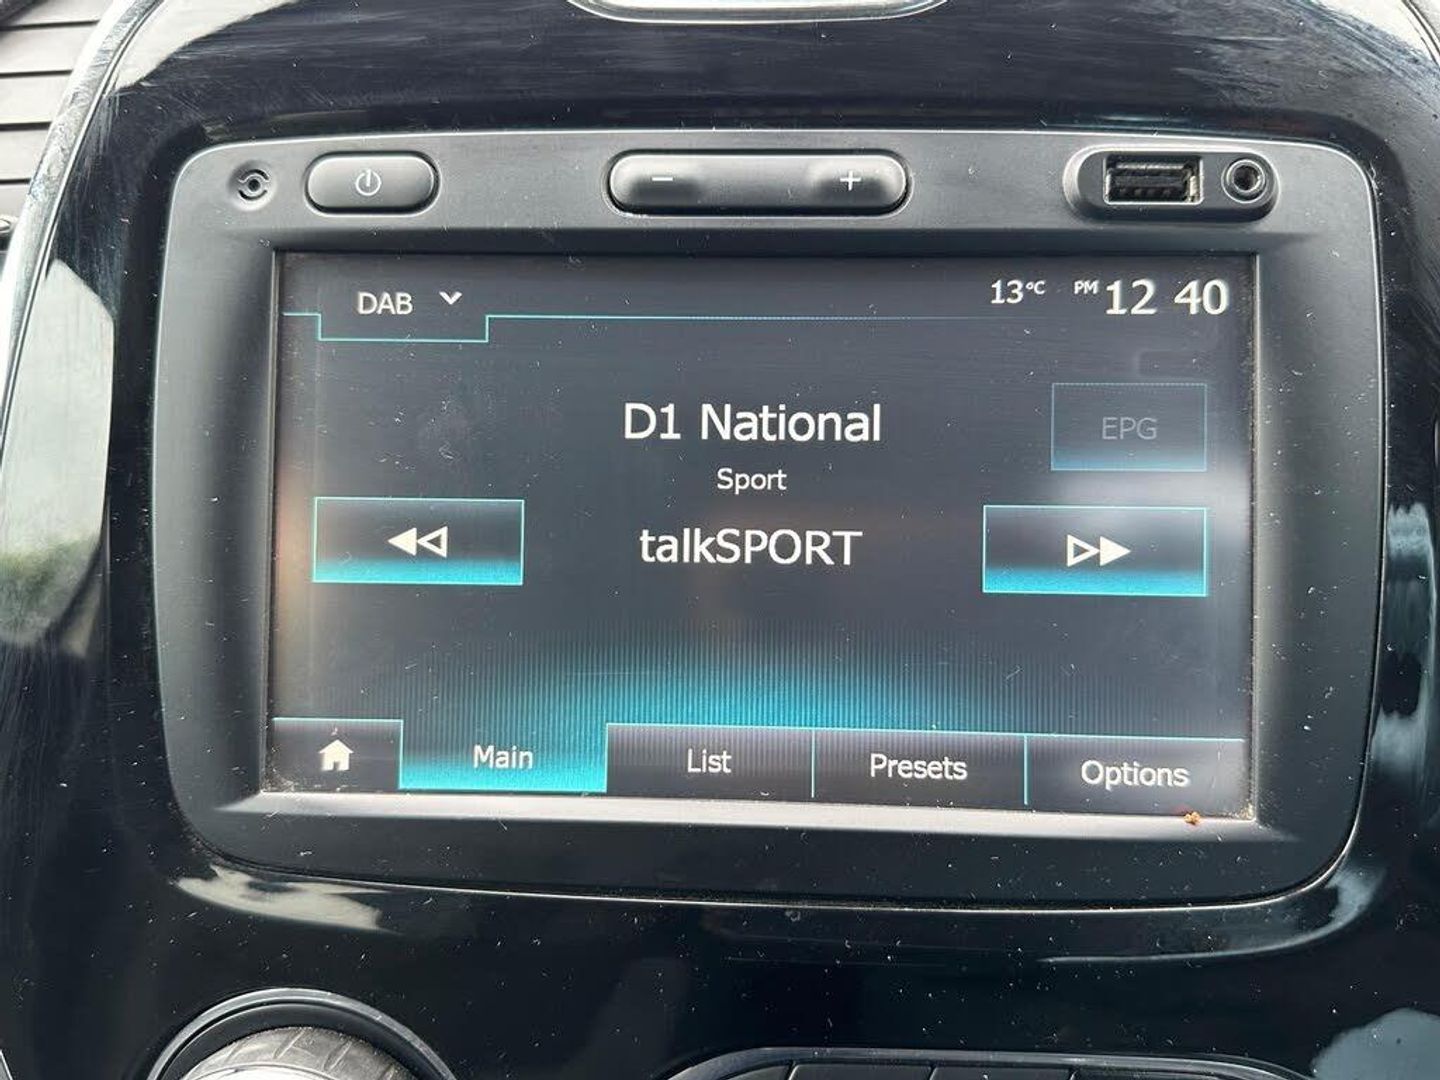 DAB
13°C PM 12 40
D1 National
EPG
Sport
talkSPORT
Main List Presets Options